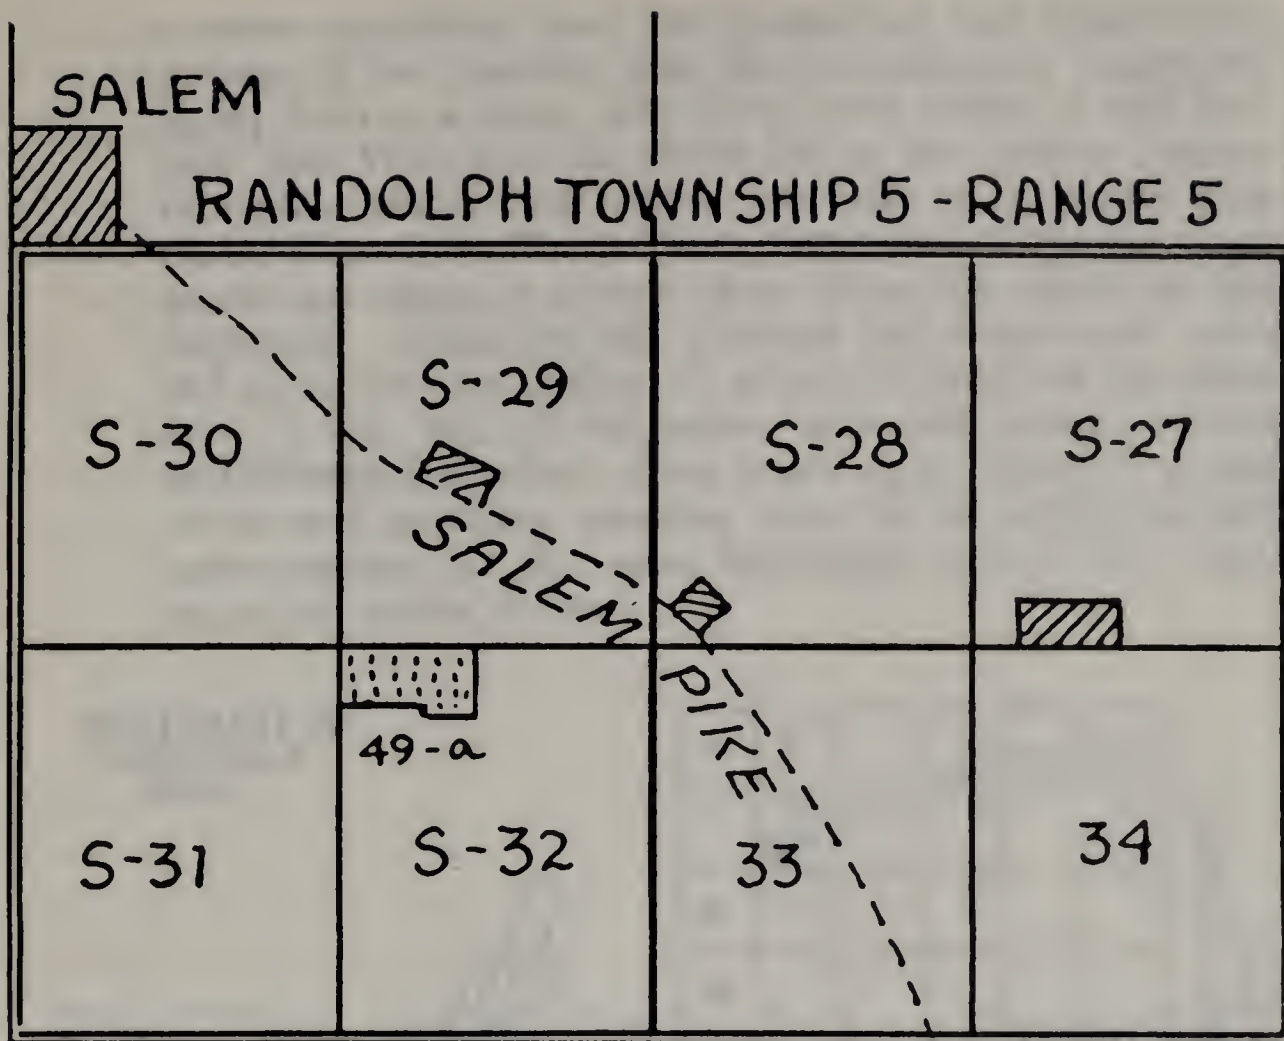 SALEM
RANDOLPH TOWNSHIP 5 - RANGE 5
S-30
S-29
S-28
S-27
SALEM PIKE
49-a
S-31
S-32
33
34